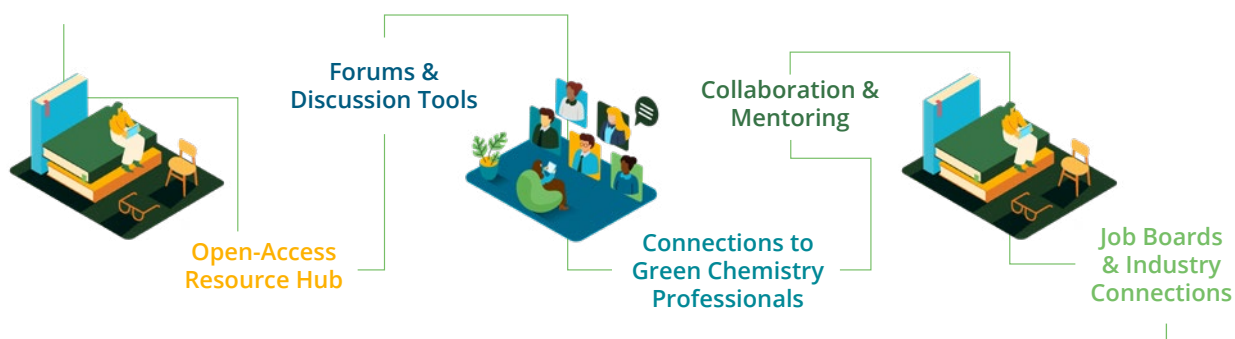 Forums &
Discussion Tools
Collaboration &
Mentoring
Open-Access
Resource Hub
Connections to
Green Chemistry
Professionals
Job Boards
& Industry
Connections